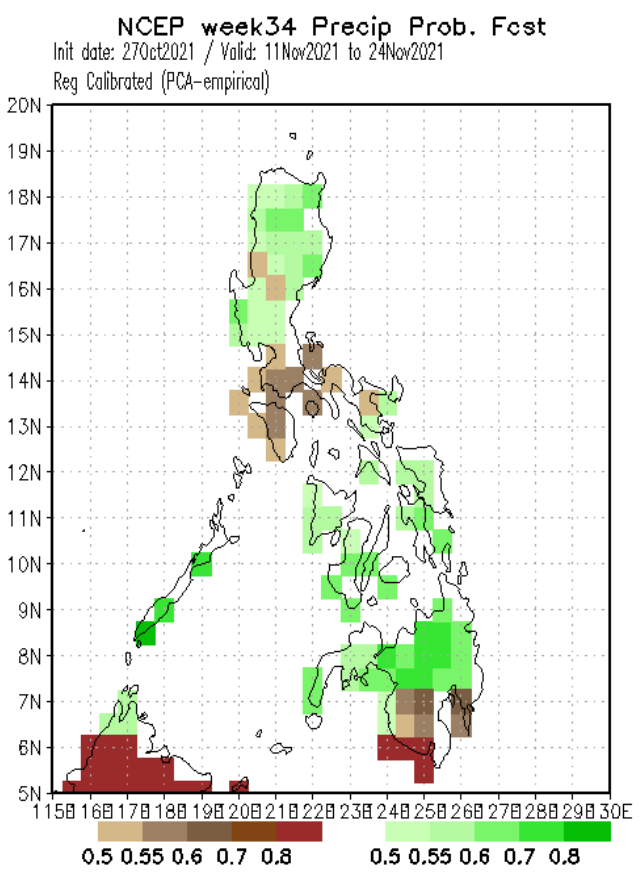 NCEP week34 Precip Prob. Fcst
Init date: 27Oct2021 / Valid: 11Nov2021 to 24Nov2021
Reg Calibrated (PCA-empirical)
20N
19N
18N
17N
16N
15N
14N
13N
12N
11N
10N
9N
8N
7N
6N
5N
115E 116E 117E 118E 119E 120E 121E 122E 123E 124E 125E 126E 127E 128E 129E 130E
0.5 0.55 0.6 0.7 0.8 0.5 0.55 0.6 0.7 0.8